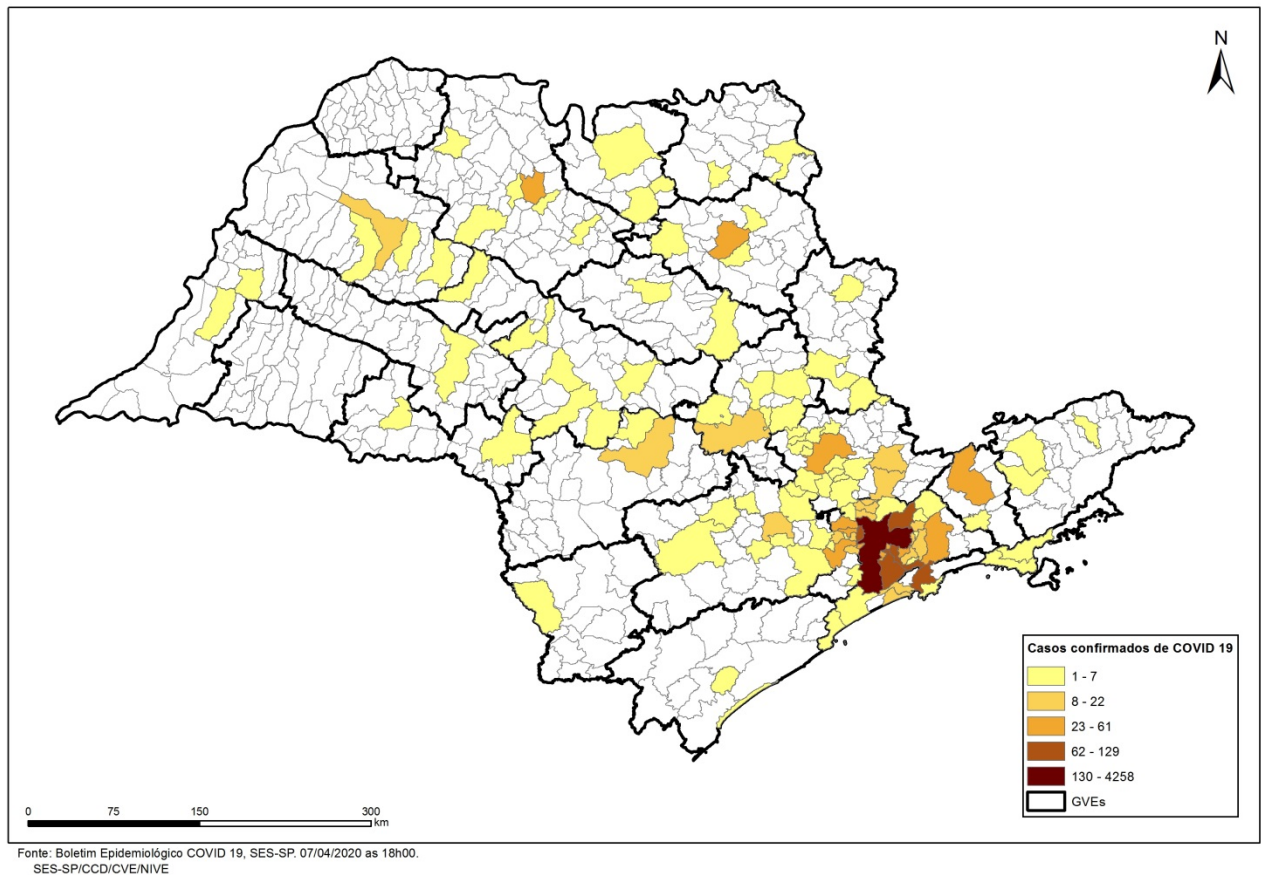 N
Casos confirmados de COVID 19
1 - 7
8 - 22
23 - 61
62 - 129
130 - 4258
GVEs
0 75 150 300
km
Fonte: Boletim Epidemiológico COVID 19, SES-SP. 07/04/2020 as 18h00.
SES-SP/CCD/CVE/NIVE